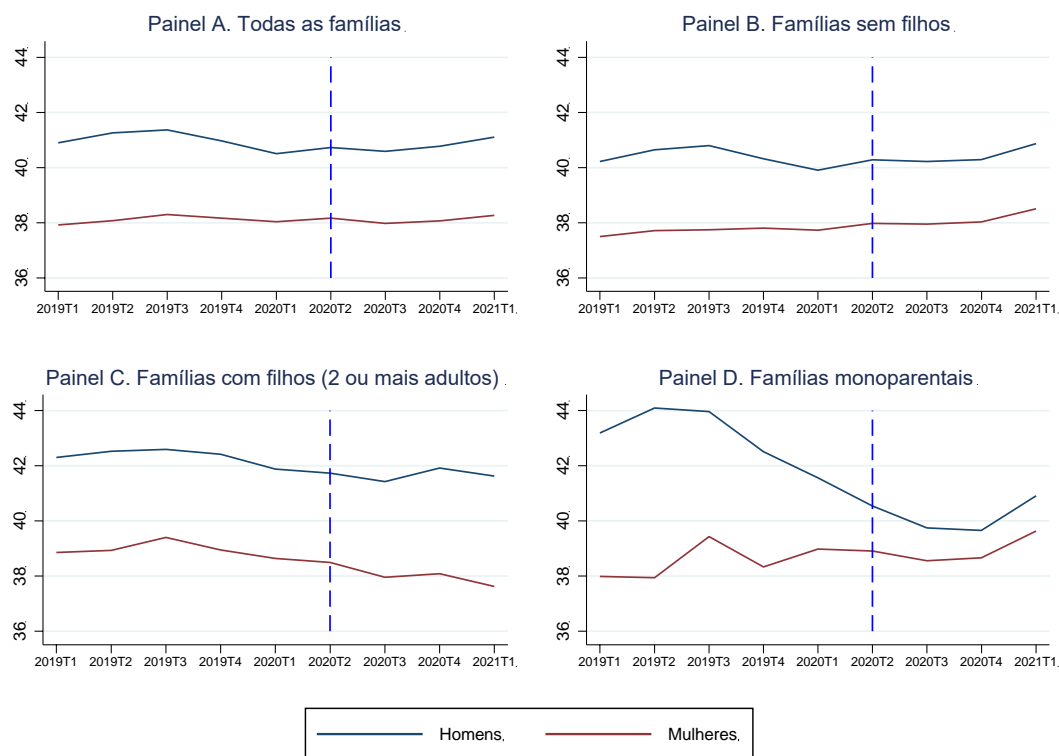 Painel A. Todas as famílias.
44.
42.
40.
38.
36.
2019T1 2019T2 2019T3 2019T4 2020T1 2020T2 2020T3 2020T4 2021T1.
Painel B. Famílias sem filhos.
44.
42.
40.
38.
36.
2019T1 2019T2 2019T3 2019T4 2020T1 2020T2 2020T3 2020T4 2021T1.
Painel C. Famílias com filhos (2 ou mais adultos).
44.
42.
40.
38.
36.
2019T1 2019T2 2019T3 2019T4 2020T1 2020T2 2020T3 2020T4 2021T1.
Painel D. Famílias monoparentais.
44.
42.
40.
38.
36.
2019T1 2019T2 2019T3 2019T4 2020T1 2020T2 2020T3 2020T4 2021T1.
Homens. Mulheres.